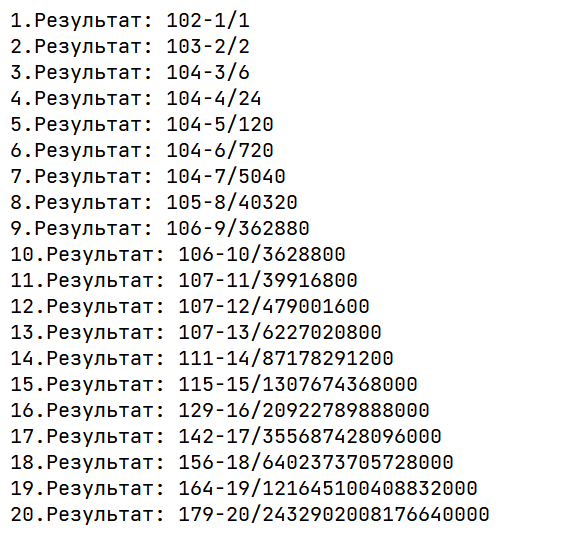 1.Результат: 102-1/1
2.Результат: 103-2/2
3.Результат: 104-3/6
4.Результат: 104-4/24
5.Результат: 104-5/120
6.Результат: 104-6/720
7.Результат: 104-7/5040
8.Результат: 105-8/40320
9.Результат: 106-9/362880
10.Результат: 106-10/3628800
11.Результат: 107-11/39916800
12.Результат: 107-12/479001600
13.Результат: 107-13/6227020800
14.Результат: 111-14/87178291200
15.Результат: 115-15/1307674368000
16.Результат: 129-16/20922789888000
17.Результат: 142-17/355687428096000
18.Результат: 156-18/6402373705728000
19.Результат: 164-19/121645100408832000
20.Результат: 179-20/2432902008176640000